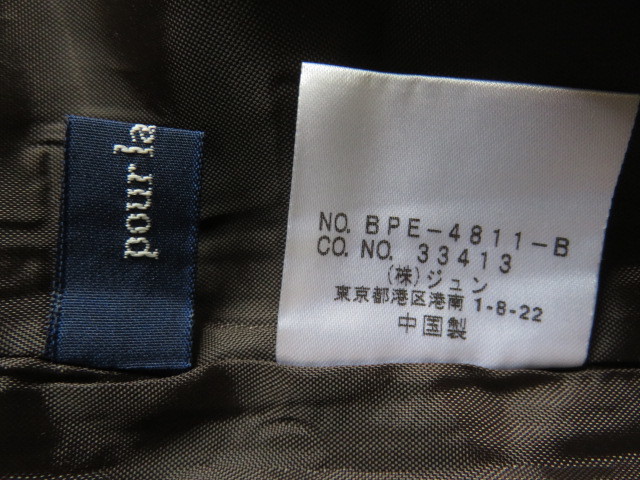 pour la
NO. BPE-4811-B
CO. NO. 33413
(株)ジュン
東京都港区港南 1-8-22
中国製